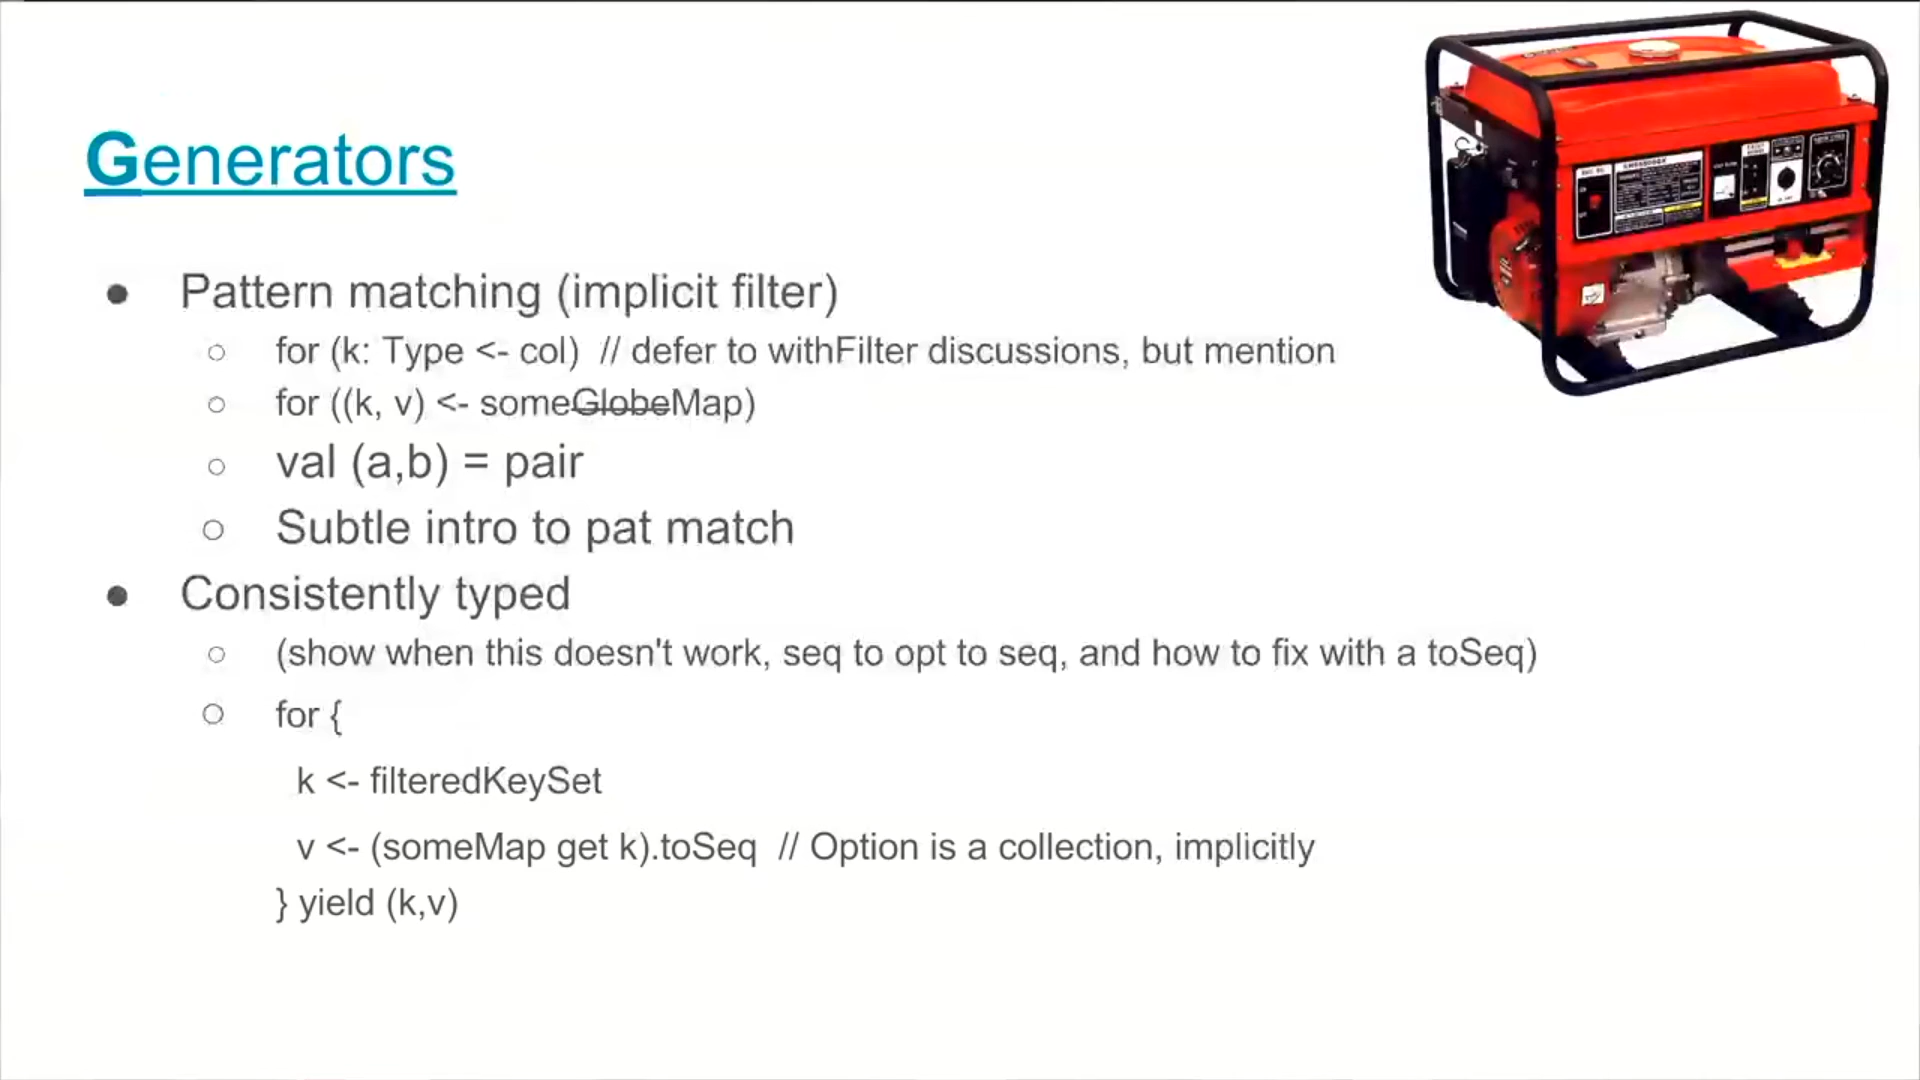 Generators
Pattern matching (implicit filter)
for (k: Type <- col)  // defer to withFilter discussions, but mention
for ((k, v) <- someGlobeMap)
val (a,b) = pair
Subtle intro to pat match
Consistently typed
(show when this doesn't work, seq to opt to seq, and how to fix with a toSeq)
for {
k <- filteredKeySet
v <- (someMap get k).toSeq  // Option is a collection, implicitly
} yield (k,v)